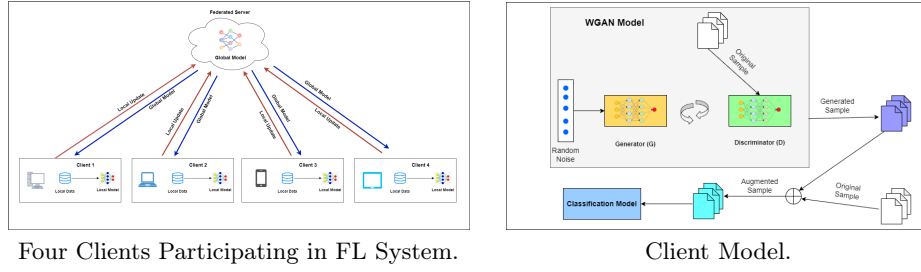 Federated Server
Global Model
Local Update
Global Model
Local Update
Global Model
Global Model
Local Update
Global Model
Local Update
Client 1
Local Data
Local Model
Client 2
Local Data
Local Model
Client 3
Local Data
Local Model
Client 4
Local Data
Local Model
Four Clients Participating in FL System.
WGAN Model
Original
Sample
Random
Noise
Generator (G)
Discriminator (D)
Generated
Sample
Augmented
Sample
Original
Sample
Classification Model
Client Model.